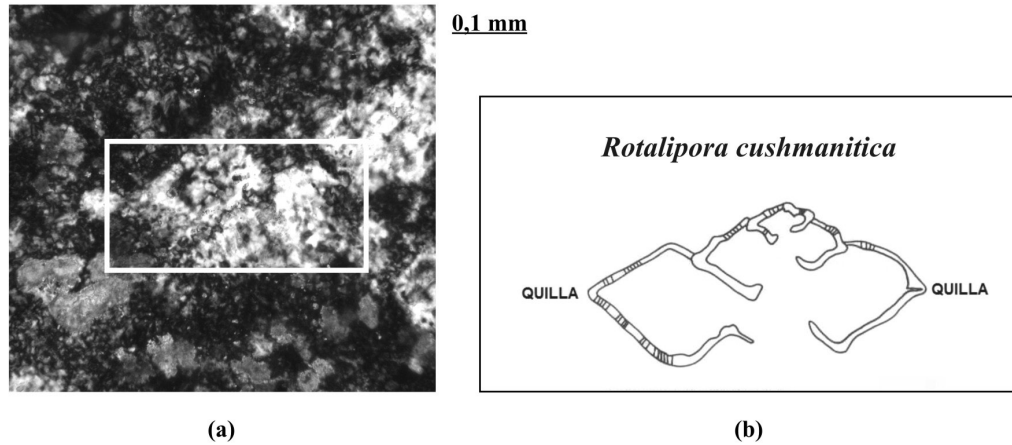 0,1 mm
Rotalipora cushmanitica
QUILLA
QUILLA
(a)
(b)